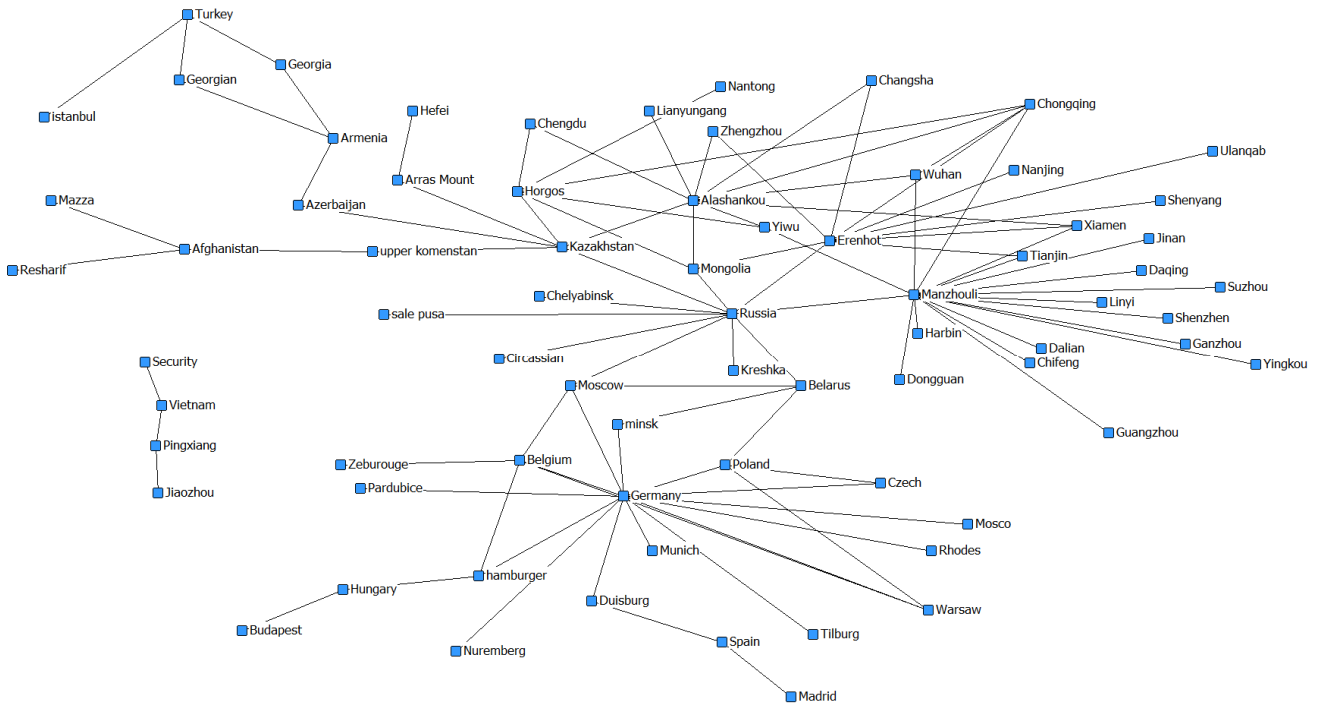 Turkey
Georgia
Georgian
Changsha
Nantong
Chongqing
Hefei
Lianyungang
istanbul
Chengdu
Zhengzhou
Armenia
Ulanqab
Nanjing
Wuhan
Arras Mount
Horgos
Mazza
Alashankou
Shenyang
Azerbaijan
Xiamen
Yiwu
Jinan
Erenhot
Kazakhstan
Afghanistan
upper komenstan
Tianjin
Mongolia
Resharif
Daqing
Suzhou
Manzhouli
Chelyabinsk
Linyi
Russia
sale pusa
Shenzhen
Harbin
Ganzhou
Dalian
Circassian
Security
Chifeng
Yingkou
Kreshka
Dongguan
Moscow
Belarus
Vietnam
minsk
Guangzhou
Pingxiang
Belgium
Zeburouge
Poland
Czech
Pardubice
Jiaozhou
Germany
Mosco
Munich
Rhodes
hamburger
Hungary
Duisburg
Warsaw
Budapest
Tilburg
Spain
Nuremberg
Madrid